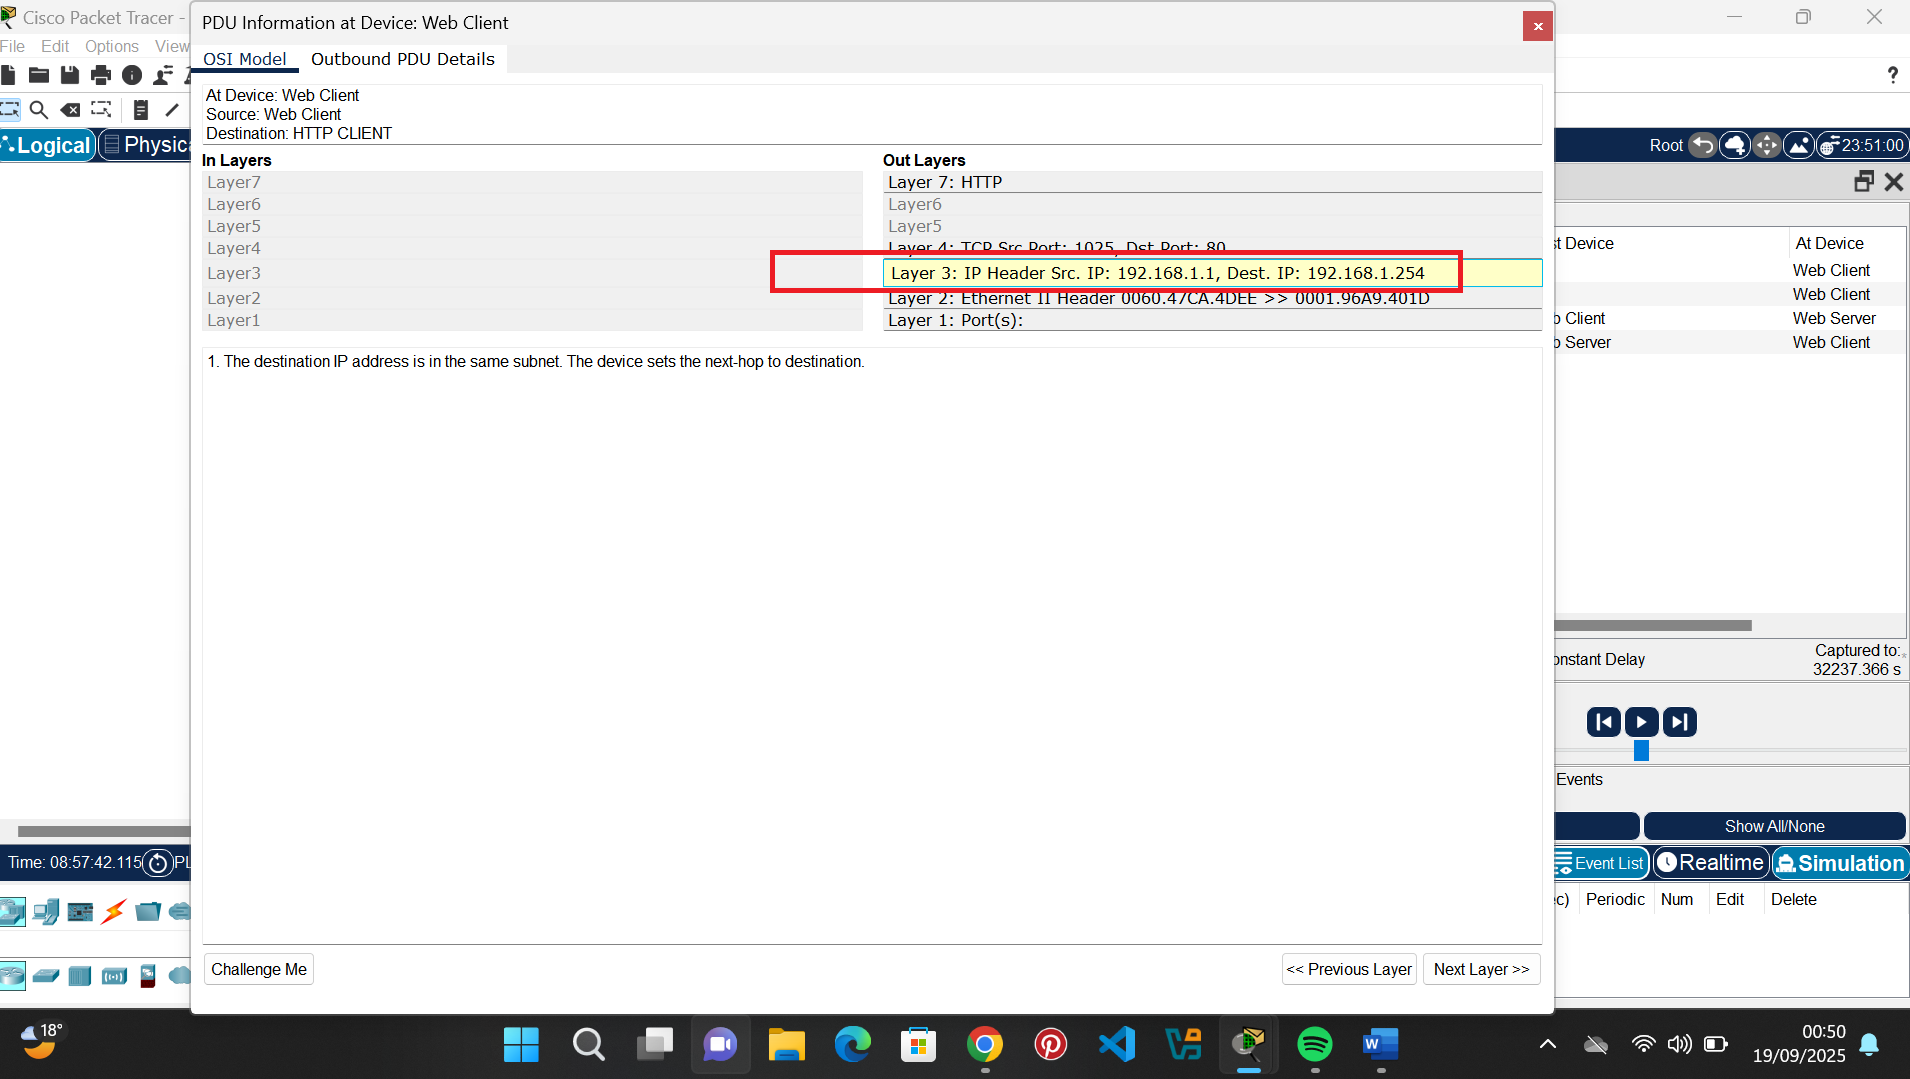 Cisco Packet Tracer -
PDU Information at Device: Web Client
File Edit Options View
OSI Model Outbound PDU Details
At Device: Web Client
Source: Web Client
Destination: HTTP CLIENT
Logical Physica
Root 23:51:00
In Layers Out Layers
Layer7 Layer 7: HTTP
Layer6 Layer6
Layer5 Layer5
Layer4 Layer 4: TCP Src Port: 1025, Dst Port: 80
Layer3 Layer 3: IP Header Src. IP: 192.168.1.1, Dest. IP: 192.168.1.254
Layer2 Layer 2: Ethernet II Header 0060.47CA.4DEE >> 0001.96A9.401D
Layer1 Layer 1: Port(s):
1. The destination IP address is in the same subnet. The device sets the next-hop to destination.
st Device At Device
Web Client
Web Client
b Client Web Server
b Server Web Client
onstant Delay Captured to:
32237.366 s
Events
Show All/None
Time: 08:57:42.115 PL
Event List Realtime Simulation
ec) Periodic Num Edit Delete
Challenge Me << Previous Layer Next Layer >>
18°
00:50
19/09/2025